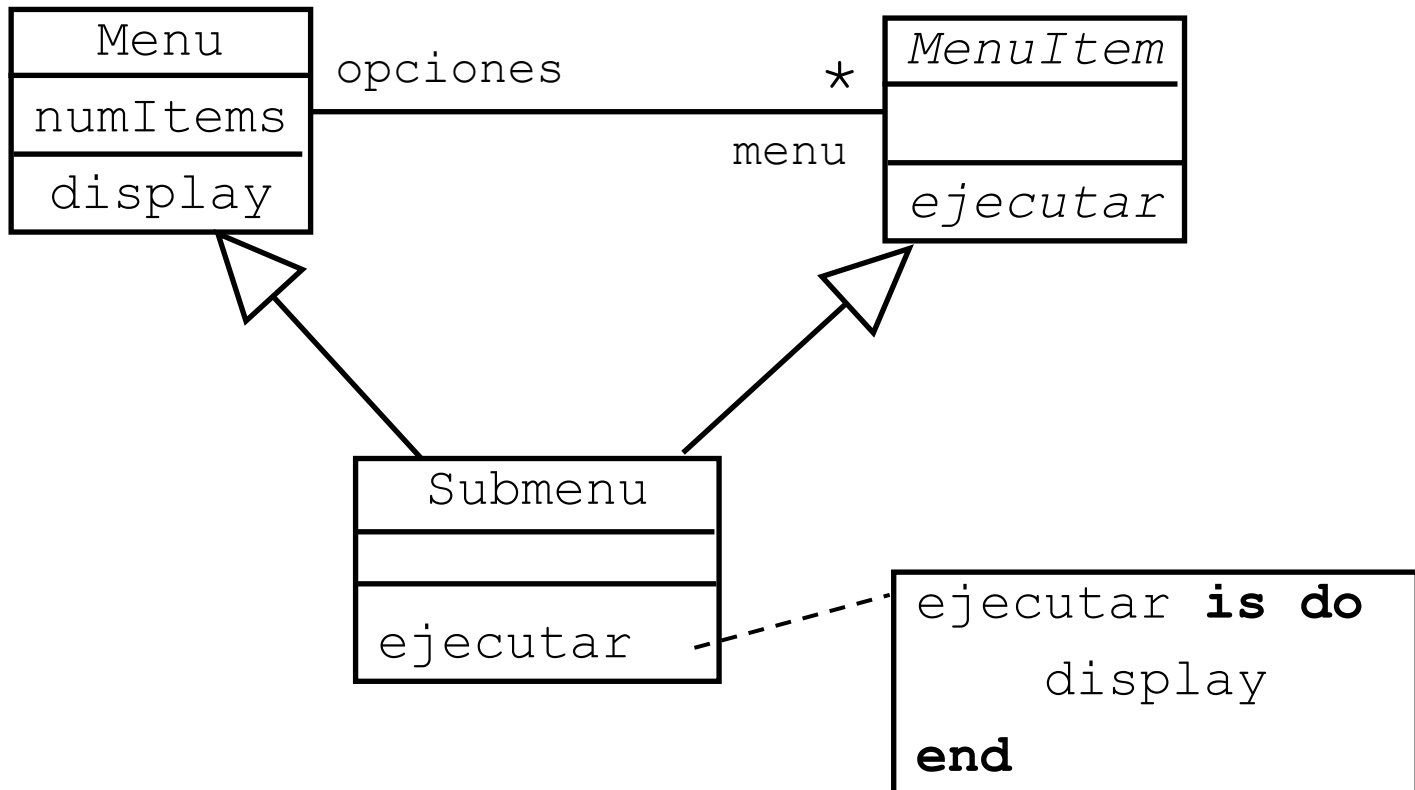 Menu
numItems
display
opciones
*
menu
MenuItem
ejecutar
Submenu
ejecutar
ejecutar is do
display
end